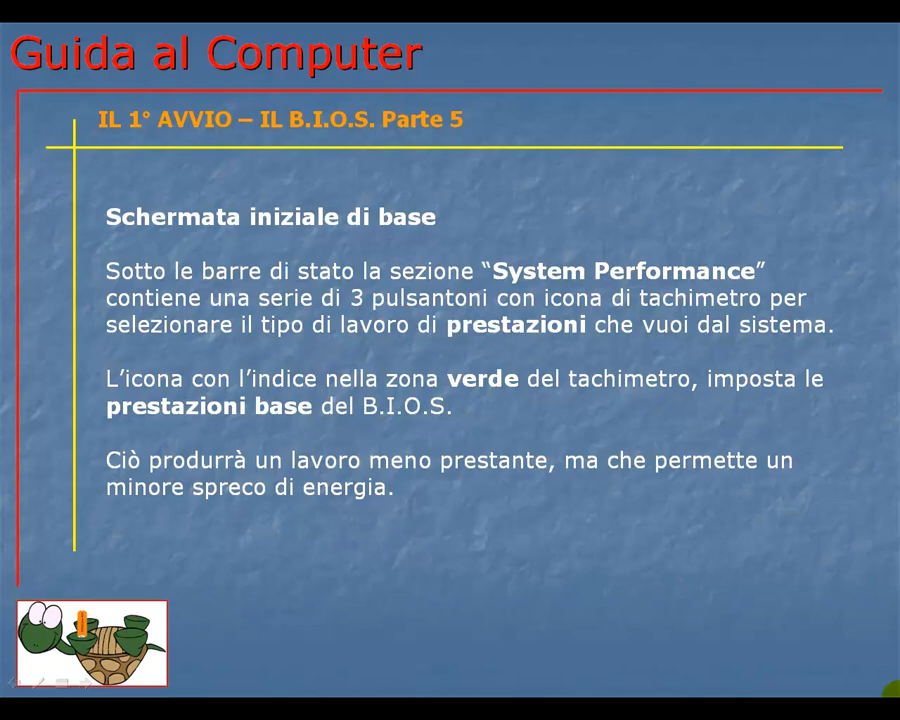 Guida al Computer
IL 1° AVVIO – IL B.I.O.S. Parte 5
Schermata iniziale di base
Sotto le barre di stato la sezione “System Performance”
contiene una serie di 3 pulsantoni con icona di tachimetro per
selezionare il tipo di lavoro di prestazioni che vuoi dal sistema.
L’icona con l’indice nella zona verde del tachimetro, imposta le
prestazioni base del B.I.O.S.
Ciò produrrà un lavoro meno prestante, ma che permette un
minore spreco di energia.